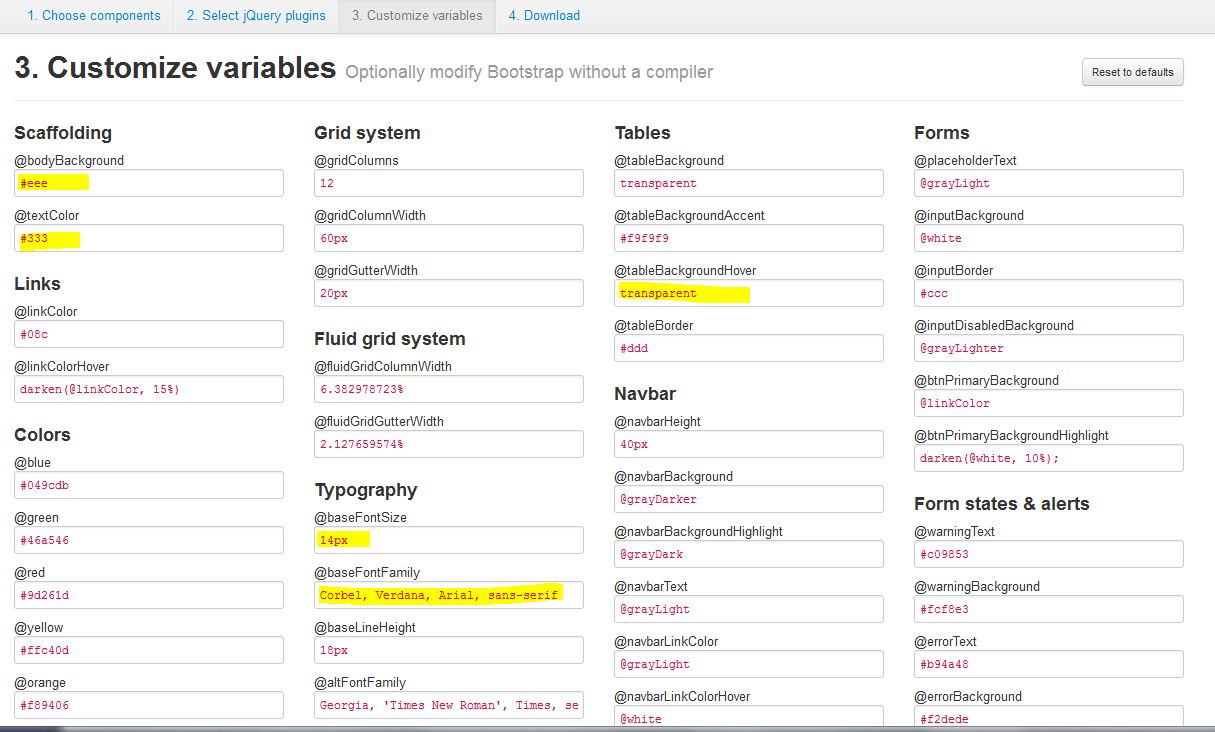 1. Choose components
2. Select jQuery plugins
3. Customize variables
4. Download
3. Customize variables Optionally modify Bootstrap without a compiler
Reset to defaults
Scaffolding
@bodyBackground
#eee
@textColor
#333
Links
@linkColor
#08c
@linkColorHover
darken(@linkColor, 15%)
Colors
@blue
#049cdb
@green
#46a546
@red
#9d261d
@yellow
#ffc40d
@orange
#f89406
Grid system
@gridColumns
12
@gridColumnWidth
60px
@gridGutterWidth
20px
Fluid grid system
@fluidGridColumnWidth
6.382978723%
@fluidGridGutterWidth
2.127659574%
Typography
@baseFontSize
14px
@baseFontFamily
Corbel, Verdana, Arial, sans-serif
@baseLineHeight
18px
@altFontFamily
Georgia, 'Times New Roman', Times, se
Tables
@tableBackground
transparent
@tableBackgroundAccent
#f9f9f9
@tableBackgroundHover
transparent
@tableBorder
#ddd
Navbar
@navbarHeight
40px
@navbarBackground
@grayDarker
@navbarBackgroundHighlight
@grayDark
@navbarText
@grayLight
@navbarLinkColor
@grayLight
@navbarLinkColorHover
@white
Forms
@placeholderText
@grayLight
@inputBackground
@white
@inputBorder
#ccc
@inputDisabledBackground
@grayLighter
@btnPrimaryBackground
@linkColor
@btnPrimaryBackgroundHighlight
darken(@white, 10%);
Form states & alerts
@warningText
#c09853
@warningBackground
#fcf8e3
@errorText
#b94a48
@errorBackground
#f2dede